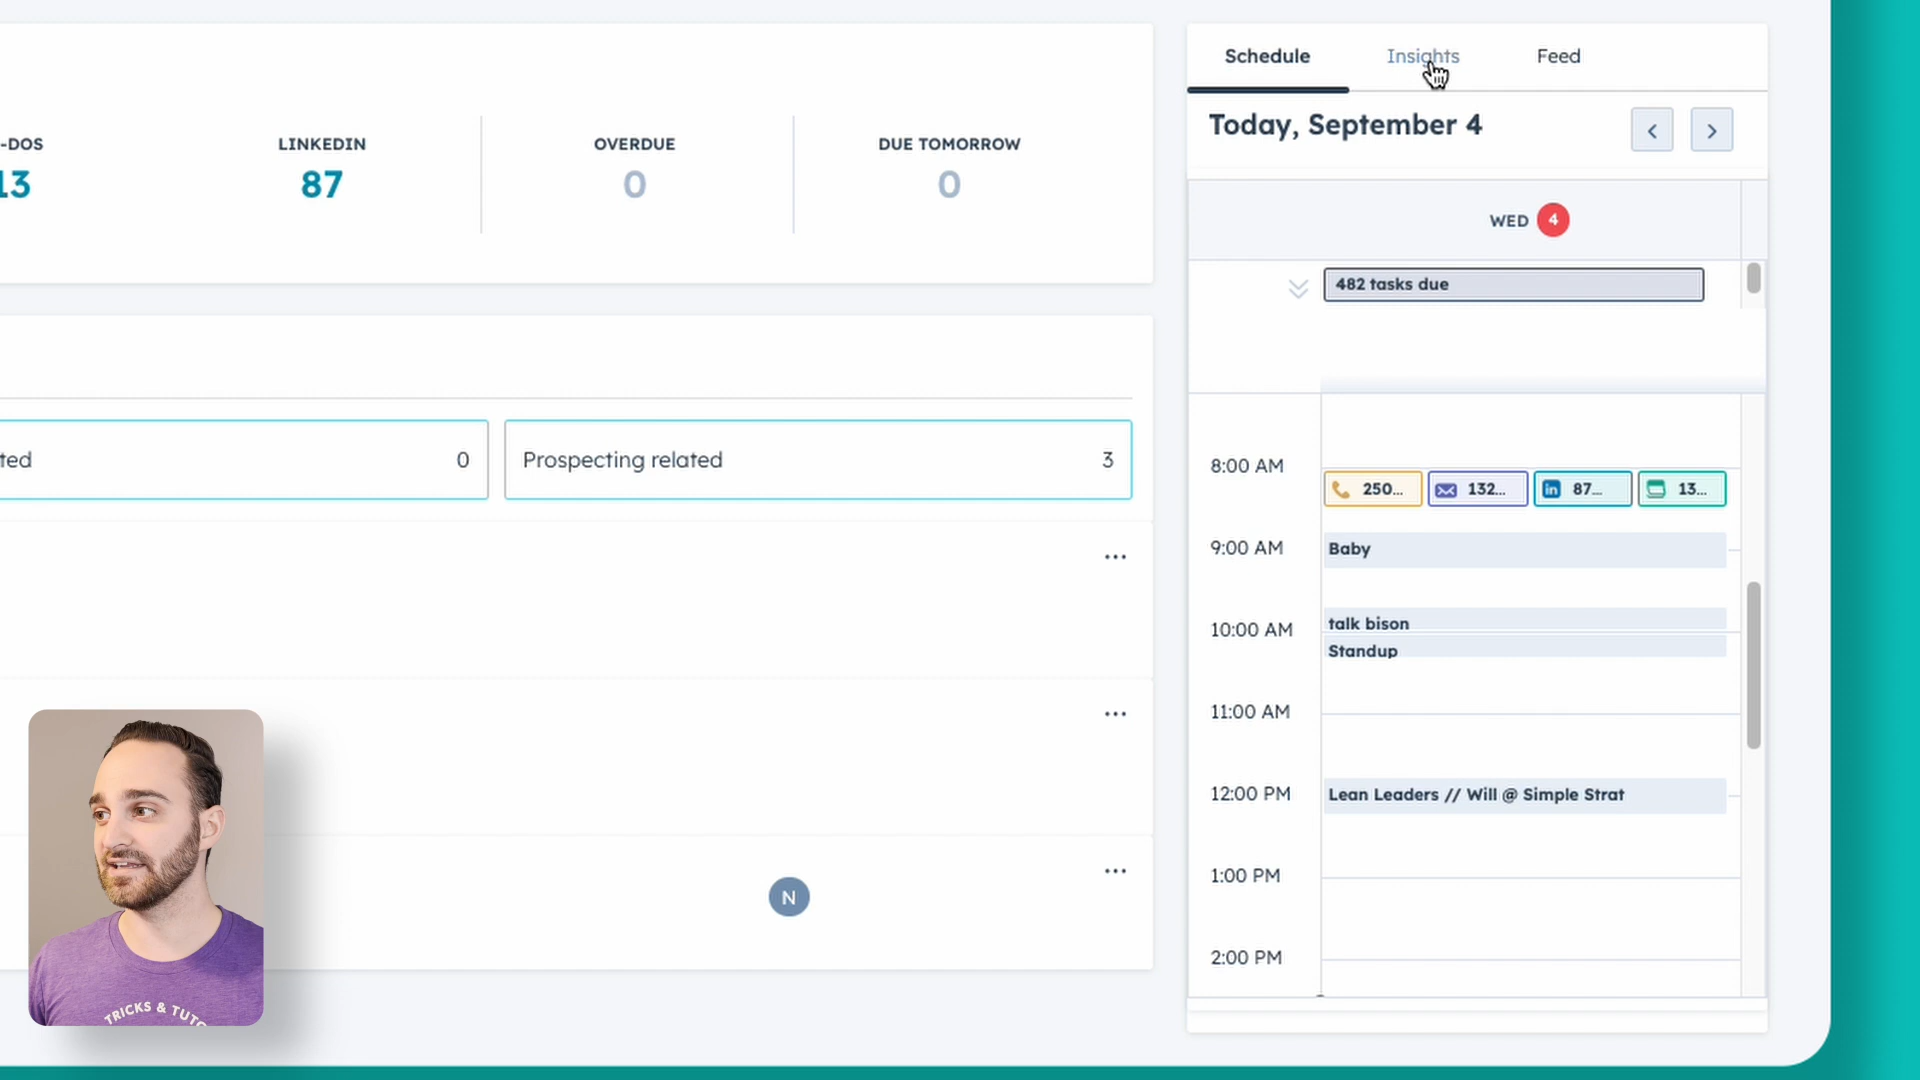 -DOS
13
LINKEDIN
87
OVERDUE
0
DUE TOMORROW
0
ted
0
Prospecting related
3
N
Schedule
Insights
Feed
Today, September 4
WED 4
482 tasks due
8:00 AM
250...
132...
in 87...
13...
9:00 AM
Baby
talk bison
10:00 AM
Standup
11:00 AM
12:00 PM
Lean Leaders // Will @ Simple Strat
1:00 PM
2:00 PM
TRICKS & TUTO